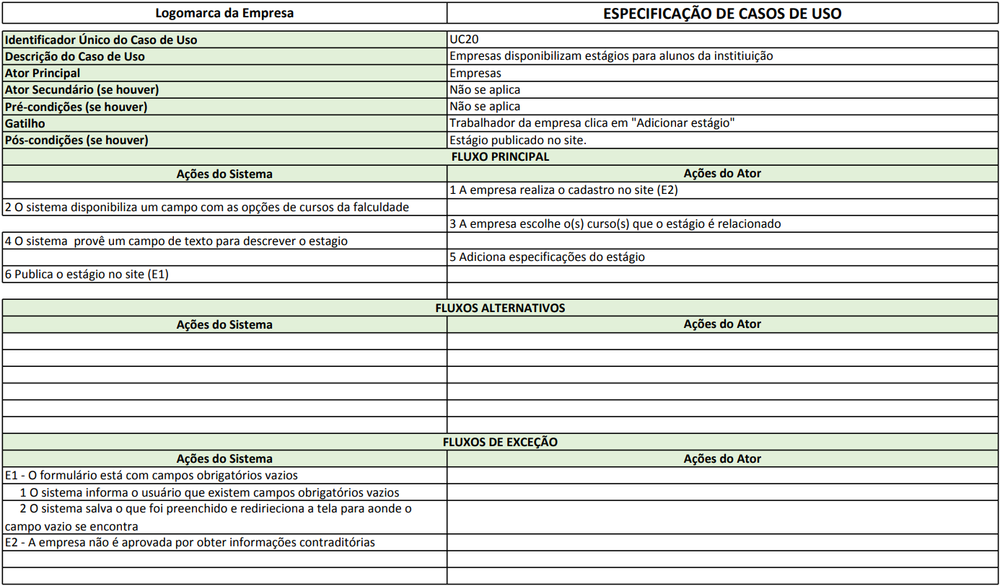 Logomarca da Empresa
ESPECIFICAÇÃO DE CASOS DE USO
Identificador Único do Caso de Uso
UC20
Descrição do Caso de Uso
Empresas disponibilizam estágios para alunos da institiuição
Ator Principal
Empresas
Ator Secundário (se houver)
Não se aplica
Pré-condições (se houver)
Não se aplica
Gatilho
Trabalhador da empresa clica em "Adicionar estágio"
Pós-condições (se houver)
Estágio publicado no site.
FLUXO PRINCIPAL
Ações do Sistema
Ações do Ator
1 A empresa realiza o cadastro no site (E2)
2 O sistema disponibiliza um campo com as opções de cursos da falculdade
3 A empresa escolhe o(s) curso(s) que o estágio é relacionado
4 O sistema  provê um campo de texto para descrever o estagio
5 Adiciona especificações do estágio
6 Publica o estágio no site (E1)
FLUXOS ALTERNATIVOS
Ações do Sistema
Ações do Ator
FLUXOS DE EXCEÇÃO
Ações do Sistema
Ações do Ator
E1 - O formulário está com campos obrigatórios vazios
1 O sistema informa o usuário que existem campos obrigatórios vazios
2 O sistema salva o que foi preenchido e redirieciona a tela para aonde o
campo vazio se encontra
E2 - A empresa não é aprovada por obter informações contraditórias